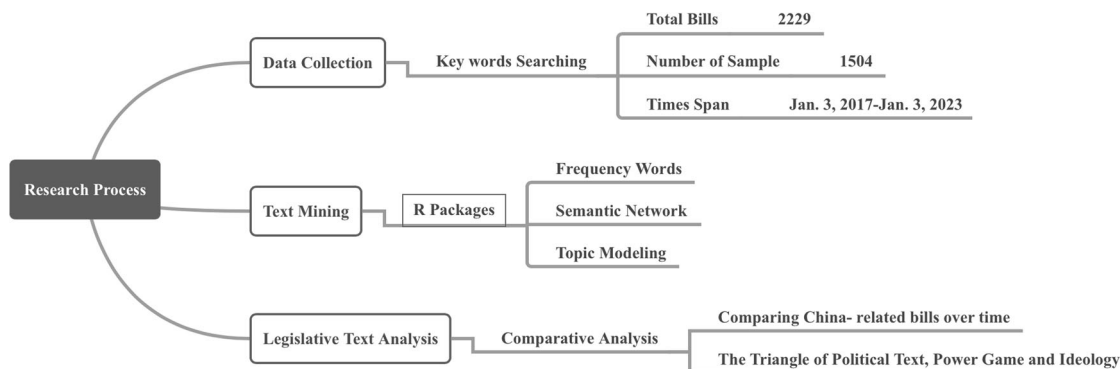 Research Process
Data Collection
Key words Searching
Total Bills 2229
Number of Sample 1504
Times Span Jan. 3, 2017-Jan. 3, 2023
Text Mining
R Packages
Frequency Words
Semantic Network
Topic Modeling
Legislative Text Analysis
Comparative Analysis
Comparing China- related bills over time
The Triangle of Political Text, Power Game and Ideology